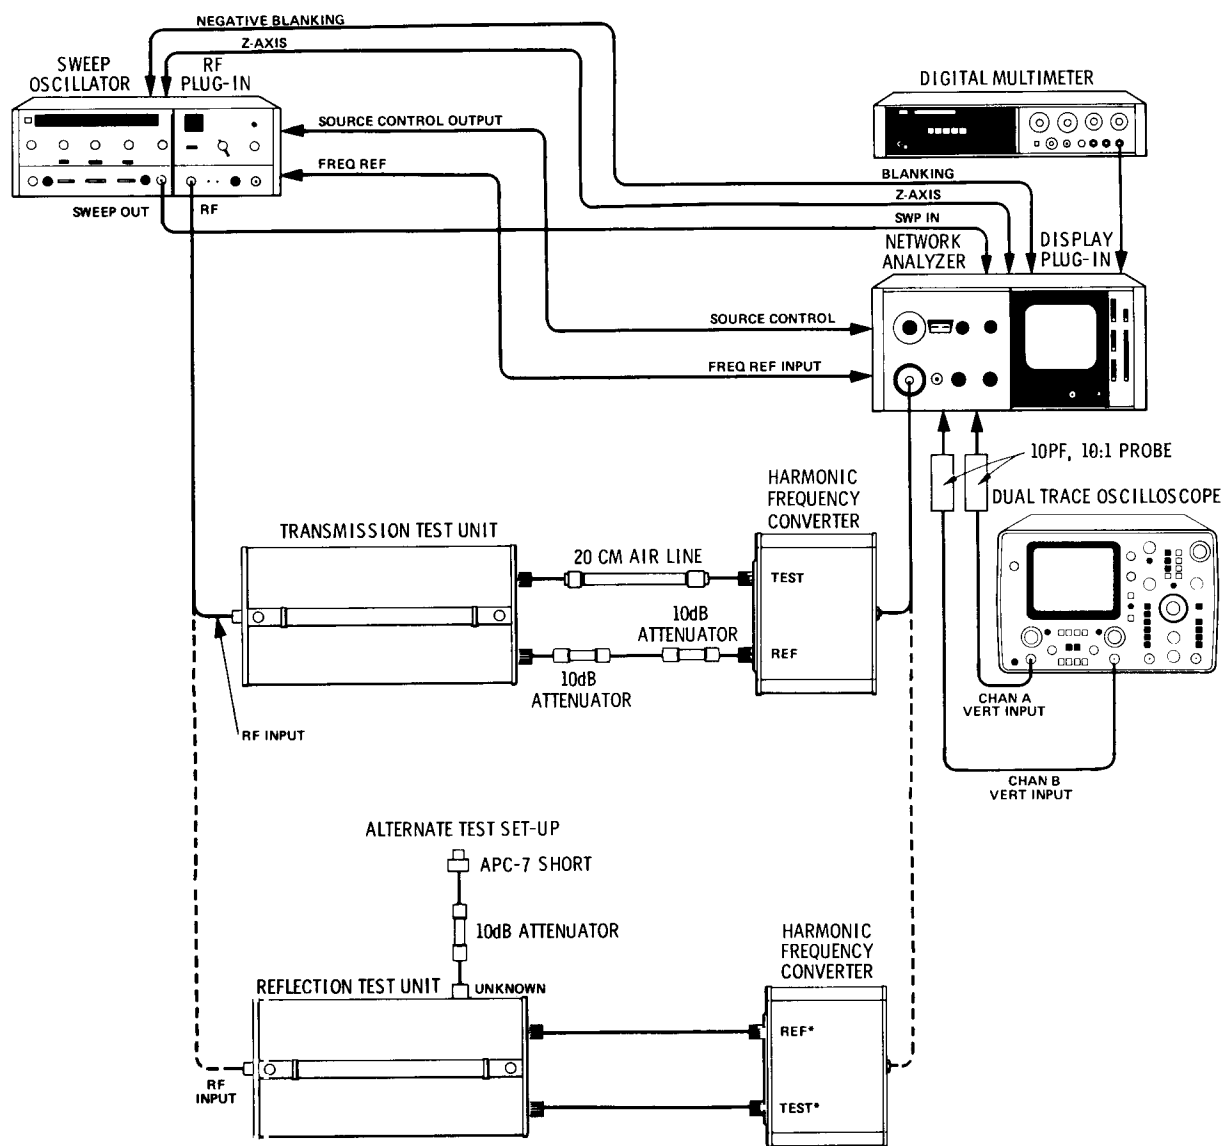 NEGATIVE BLANKING
Z-AXIS
SWEEP
OSCILLATOR
RF
PLUG-IN
DIGITAL MULTIMETER
SOURCE CONTROL OUTPUT
FREQ REF
BLANKING
Z-AXIS
SWEEP OUT
RF
SWP IN
NETWORK
ANALYZER
DISPLAY
PLUG-IN
SOURCE CONTROL
FREQ REF INPUT
10PF, 10:1 PROBE
HARMONIC
FREQUENCY
CONVERTER
DUAL TRACE OSCILLOSCOPE
TRANSMISSION TEST UNIT
20 CM AIR LINE
TEST
10dB
ATTENUATOR
REF
10dB
ATTENUATOR
CHAN A
VERT INPUT
RF INPUT
CHAN B
VERT INPUT
ALTERNATE TEST SET-UP
APC-7 SHORT
10dB ATTENUATOR
HARMONIC
FREQUENCY
CONVERTER
REFLECTION TEST UNIT
UNKNOWN
REF*
RF
INPUT
TEST*